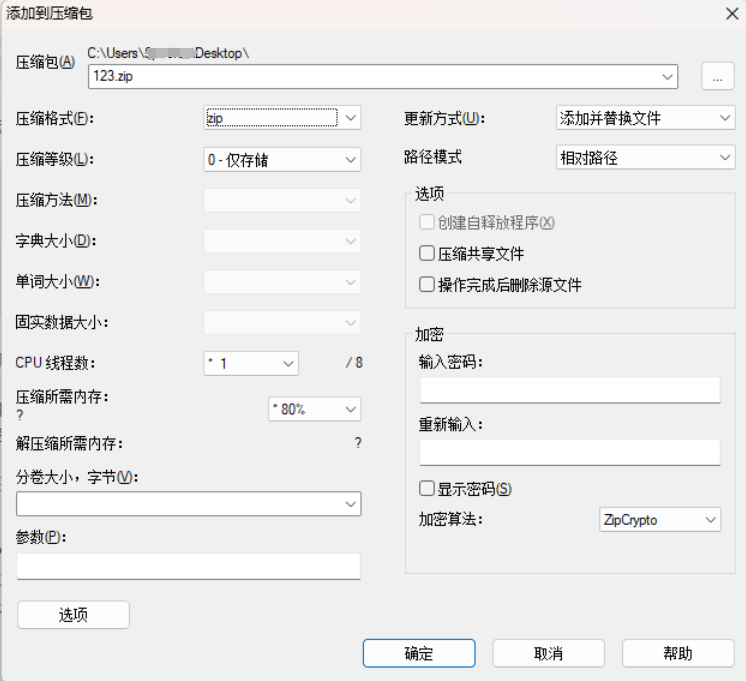 添加到压缩包
压缩包(A)
C:\Users\ Desktop\
123.zip
...
压缩格式(F):
zip
压缩等级(L):
0 - 仅存储
压缩方法(M):
字典大小(D):
单词大小(W):
固实数据大小:
CPU 线程数:
* 1
/ 8
压缩所需内存:
?
* 80%
解压缩所需内存:
?
分卷大小，字节(V):
参数(P):
选项
更新方式(U):
添加并替换文件
路径模式
相对路径
选项
创建自释放程序(X)
压缩共享文件
操作完成后删除源文件
加密
输入密码:
重新输入:
显示密码(S)
加密算法:
ZipCrypto
确定
取消
帮助